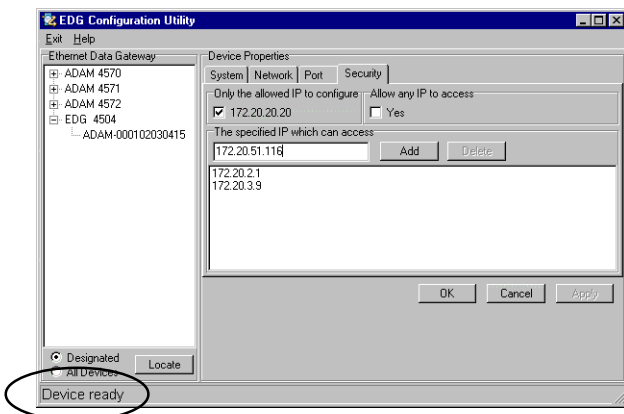 EDG Configuration Utility
Exit Help
Ethernet Data Gateway
ADAM 4570
ADAM 4571
ADAM 4572
EDG 4504
ADAM-000102030415
Designated
All Devices
Locate
Device Properties
System Network Port Security
Only the allowed IP to configure
172.20.20.20
Allow any IP to access
Yes
The specified IP which can access
172.20.51.116
Add Delete
172.20.2.1
172.20.3.9
OK Cancel Apply
Device ready